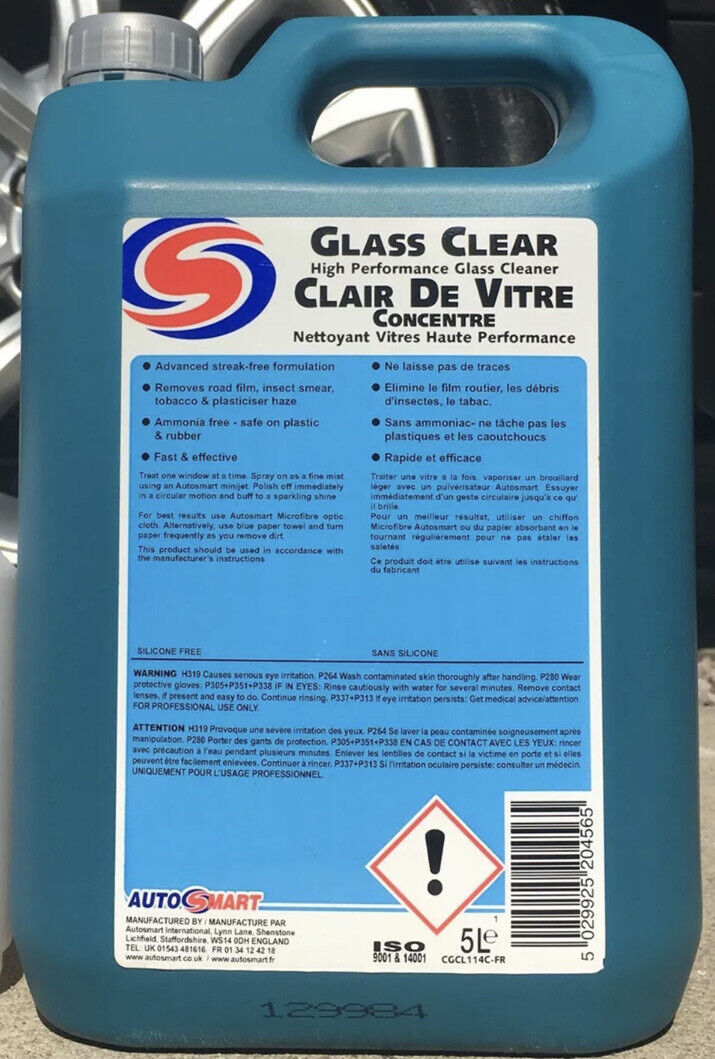 GLASS CLEAR
High Performance Glass Cleaner
CLAIR DE VITRE
CONCENTRE
Nettoyant Vitres Haute Performance
● Advanced streak-free formulation
● Removes road film, insect smear,
tobacco & plasticiser haze
● Ammonia free - safe on plastic
& rubber
● Fast & effective
Treat one window at a time. Spray on as a fine mist
using an Autosmart minijet. Polish off immediately
in a circular motion and buff to a sparkling shine
For best results use Autosmart Microfibre optic
cloth. Alternatively, use blue paper towel and turn
paper frequently as you remove dirt
This product should be used in accordance with
the manufacturer's instructions
● Ne laisse pas de traces
● Elimine le film routier, les débris
d'insectes, le tabac.
● Sans ammoniac- ne tâche pas les
plastiques et les caoutchoucs
● Rapide et efficace
Traiter une vitre à la fois, vaporiser un brouillard
léger avec un pulverisateur Autosmart. Essuyer
immédiatement d'un geste circulaire jusqu'à ce qu'
il brille.
Pour un meilleur résultat, utiliser un chiffon
Microfibre Autosmart ou du papier absorbant en le
tournant régulièrement pour ne pas étaler les
saletés
Ce produit doit être utilisé suivant les instructions
du fabricant
SILICONE FREE
SANS SILICONE
WARNING H319 Causes serious eye irritation. P264 Wash contaminated skin thoroughly after handling. P280 Wear
protective gloves. P305+P351+P338 IF IN EYES: Rinse cautiously with water for several minutes. Remove contact
lenses, if present and easy to do. Continue rinsing. P337+P313 If eye irritation persists: Get medical advice/attention
FOR PROFESSIONAL USE ONLY.
ATTENTION H319 Provoque une sévère irritation des yeux. P264 Se laver la peau contaminée soigneusement après
manipulation. P280 Porter des gants de protection. P305+P351+P338 EN CAS DE CONTACT AVEC LES YEUX: rincer
avec précaution à l'eau pendant plusieurs minutes. Enlever les lentilles de contact si la victime en porte et si elles
peuvent être facilement enlevées. Continuer à rincer. P337+P313 Si l'irritation oculaire persiste: consulter un médecin.
UNIQUEMENT POUR L'USAGE PROFESSIONNEL.
AUTOSMART
MANUFACTURED BY / MANUFACTURE PAR
Autosmart International, Lynn Lane, Shenstone
Lichfield, Staffordshire, WS14 0DH ENGLAND
TEL: UK 01543 481616 FR 01 34 12 42 18
www.autosmart.co.uk / www.autosmart.fr
ISO
9001 & 14001
1
5Le
CGCL114C-FR
5 029925 204565
129984